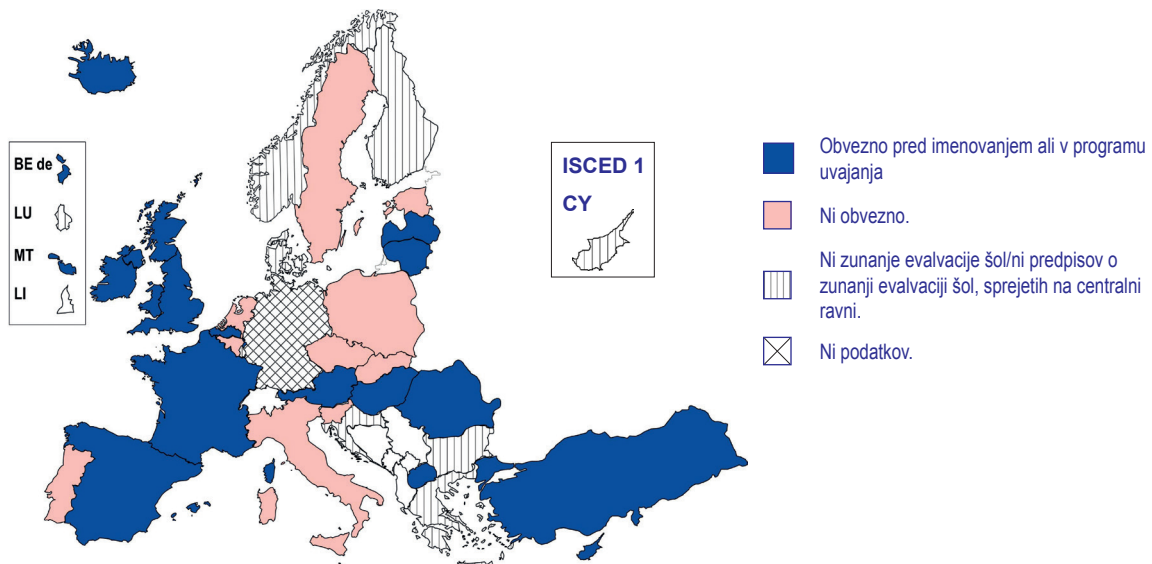 BE de
LU
MT
LI
ISCED 1
CY
Obvezno pred imenovanjem ali v programu
uvajanja
Ni obvezno.
Ni zunanje evalvacije šol/ni predpisov o
zunanji evalvaciji šol, sprejetih na centralni
ravni.
Ni podatkov.